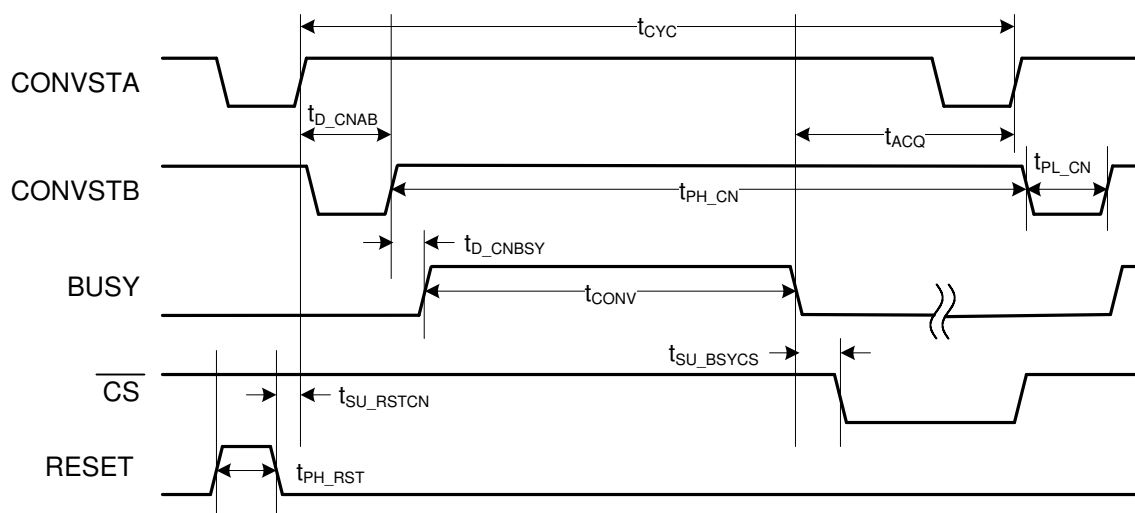 tCYC
CONVSTA
tD_CNAB
tACQ
CONVSTB
tPH_CN
tPL_CN
tD_CNBSY
BUSY
tCONV
tSU_BSYCS
CS
tSU_RSTCN
RESET
tPH_RST